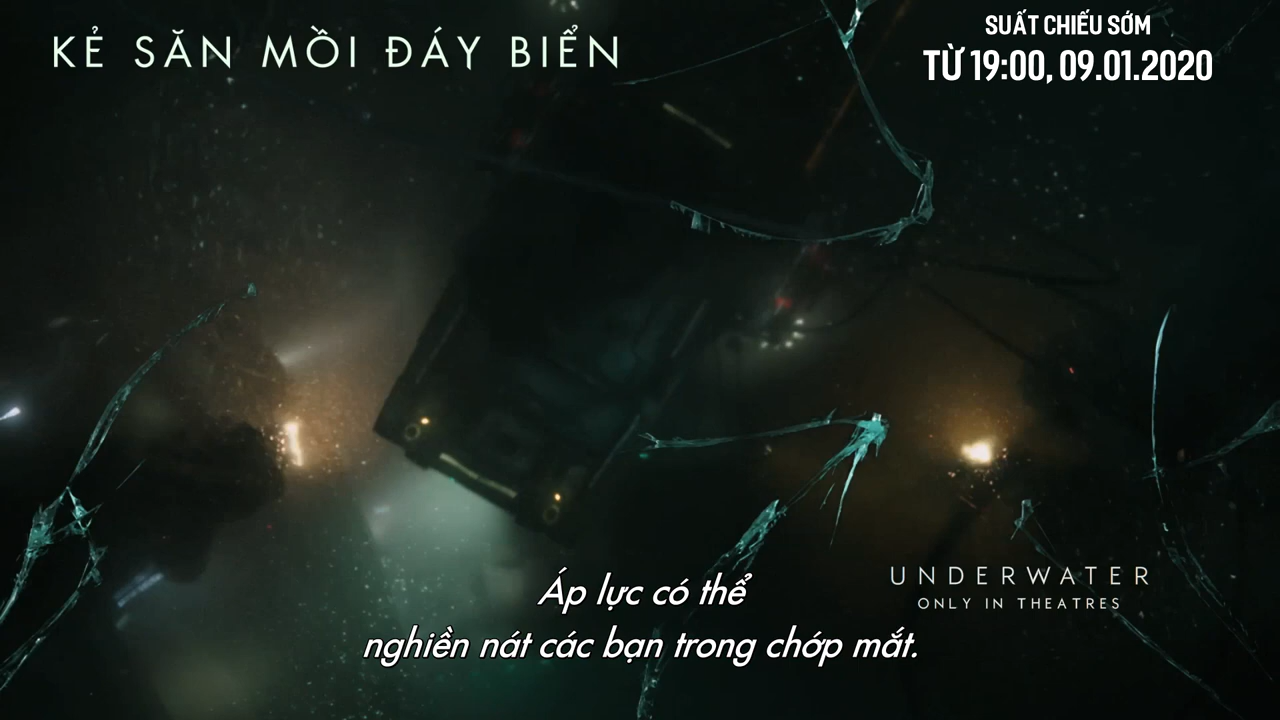 KẺ SĂN MỒI ĐÁY BIỂN
SUẤT CHIẾU SỚM
TỪ 19:00, 09.01.2020
UNDERWATER
ONLY IN THEATRES
Áp lực có thể
nghiền nát các bạn trong chớp mắt.